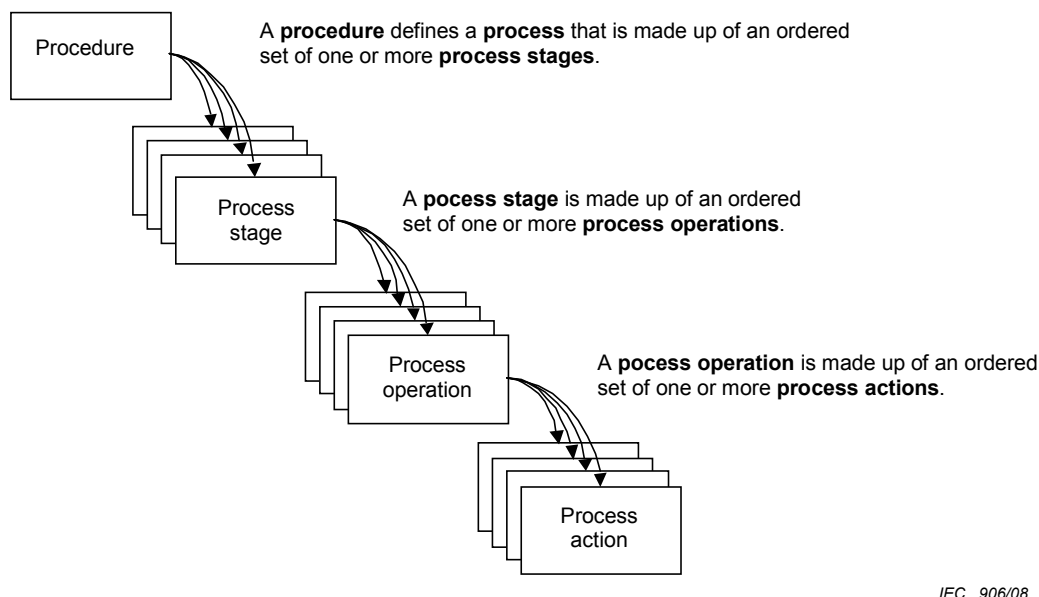 Procedure
A procedure defines a process that is made up of an ordered
set of one or more process stages.
Process
stage
A pocess stage is made up of an ordered
set of one or more process operations.
Process
operation
A pocess operation is made up of an ordered
set of one or more process actions.
Process
action
IEC 906/08